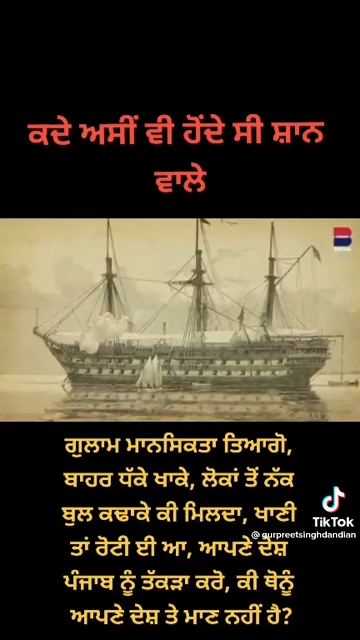 ਕਦੇ ਅਸੀਂ ਵੀ ਹੋਂਦੇ ਸੀ ਸ਼ਾਨ
ਵਾਲੇ
ਗੁਲਾਮ ਮਾਨਸਿਕਤਾ ਤਿਆਗੋ,
ਬਾਹਰ ਧੱਕੇ ਖਾਕੇ, ਲੋਕਾਂ ਤੋਂ ਨੱਕ
ਬੁਲ ਕਢਾਕੇ ਕੀ ਮਿਲਦਾ, ਖਾਣੀ
ਤਾਂ ਰੋਟੀ ਈ ਆ, ਆਪਣੇ ਦੇਸ਼
ਪੰਜਾਬ ਨੂੰ ਤੱਕੜਾ ਕਰੋ, ਕੀ ਥੋਨੂੰ
ਆਪਣੇ ਦੇਸ਼ ਤੇ ਮਾਣ ਨਹੀਂ ਹੈ?
TikTok
@gurpreetsinghdandian